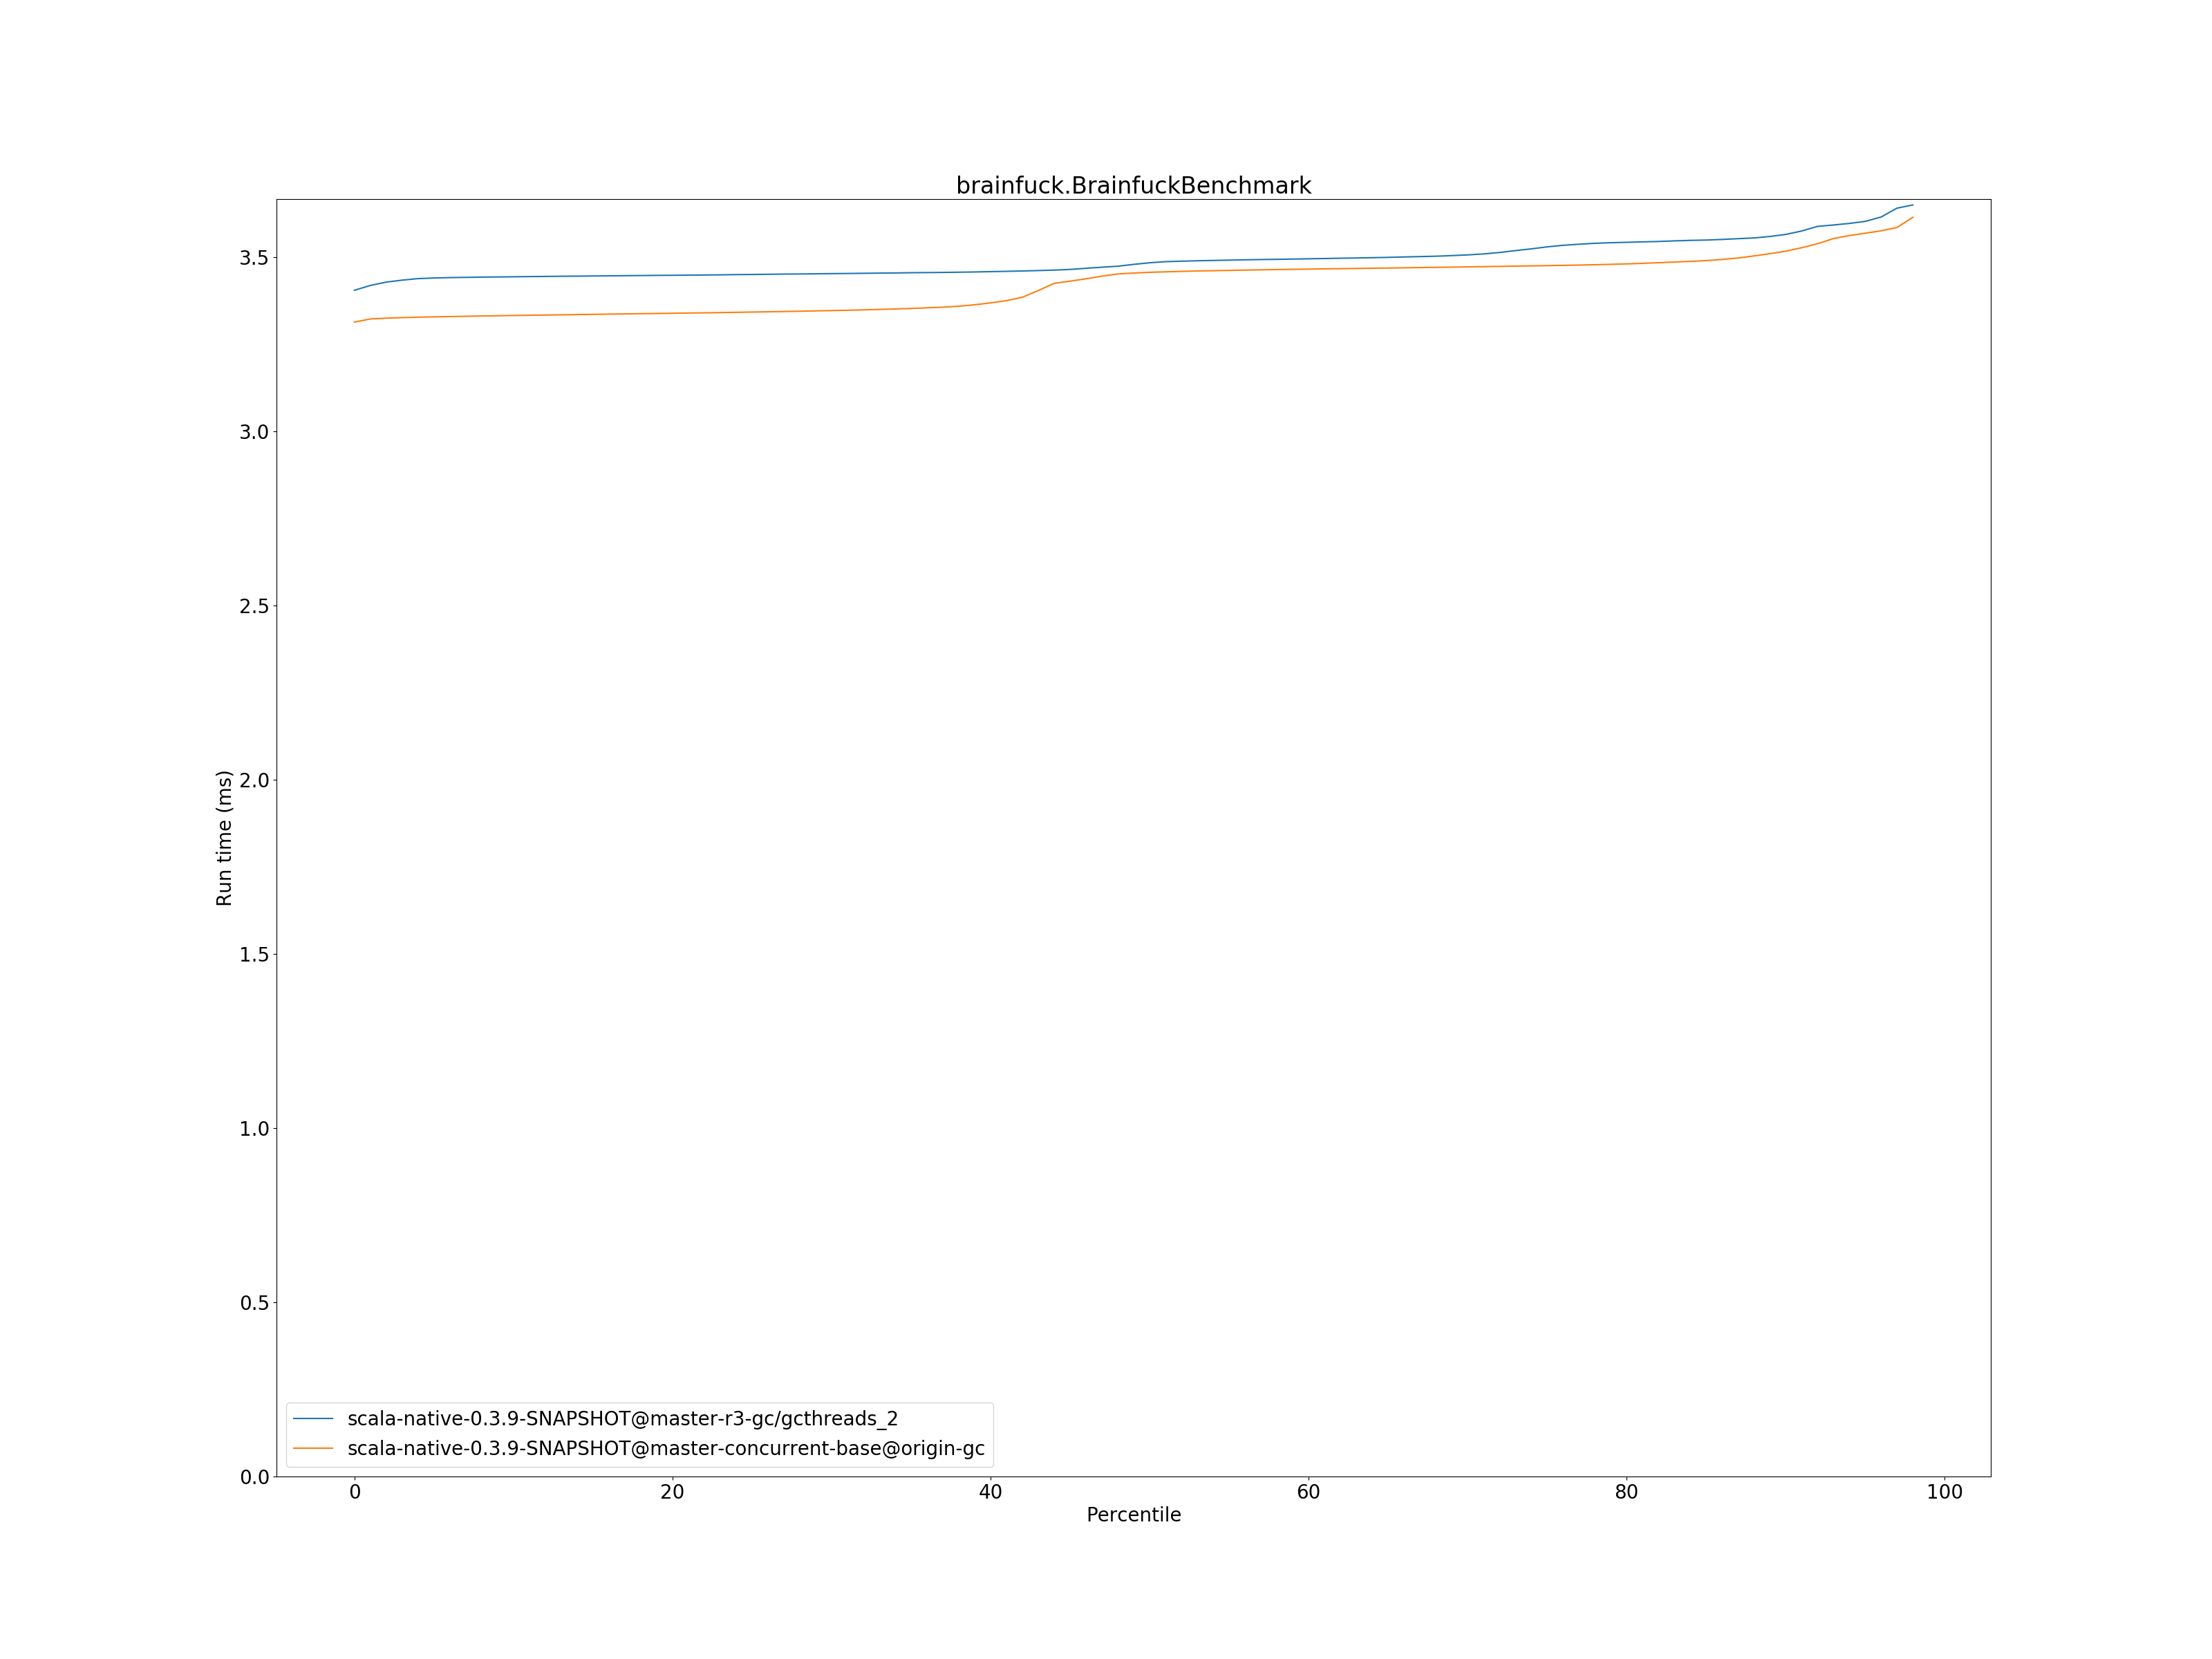 brainfuck.BrainfuckBenchmark
3.5
3.0
2.5
2.0
1.5
1.0
0.5
0.0
Run time (ms)
scala-native-0.3.9-SNAPSHOT@master-r3-gc/gcthreads_2
scala-native-0.3.9-SNAPSHOT@master-concurrent-base@origin-gc
0 20 40 60 80 100
Percentile